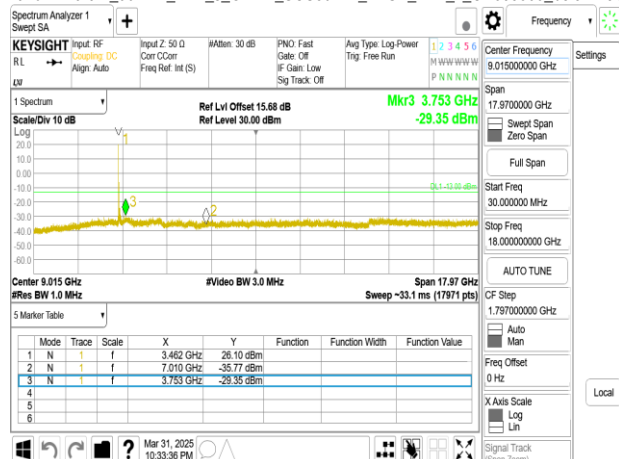 Spectrum Analyzer 1
Swept SA
+
Frequency
KEYSIGHT
RL
LXI
Input: RF
Coupling: DC
Align: Auto
Input Z: 50 Ω
Corr CCorr
Freq Ref: Int (S)
#Atten: 30 dB
PNO: Fast
Gate: Off
IF Gain: Low
Sig Track: Off
Avg Type: Log-Power
Trig: Free Run
1 2 3 4 5 6
M W W W W W
P N N N N N
Center Frequency
9.015000000 GHz
Settings
Span
17.9700000 GHz
Swept Span
Zero Span
Full Span
Start Freq
30.000000 MHz
Stop Freq
18.000000000 GHz
AUTO TUNE
CF Step
1.797000000 GHz
Auto
Man
Freq Offset
0 Hz
X Axis Scale
Log
Lin
Signal Track
(Span Zoom)
Local
1 Spectrum
Scale/Div 10 dB
Ref Lvl Offset 15.68 dB
Ref Level 30.00 dBm
Mkr3 3.753 GHz
-29.35 dBm
Log
20.0
10.0
0.00
-10.0
-20.0
-30.0
-40.0
-50.0
-60.0
1
2
3
DL1 -13.00 dBm
Center 9.015 GHz
#Res BW 1.0 MHz
#Video BW 3.0 MHz
Span 17.97 GHz
Sweep ~33.1 ms (17971 pts)
5 Marker Table
Mode Trace Scale X Y Function Function Width Function Value
1 N 1 f 3.462 GHz 26.10 dBm
2 N 1 f 7.010 GHz -35.77 dBm
3 N 1 f 3.753 GHz -29.35 dBm
4
5
6
?
Mar 31, 2025
10:33:36 PM